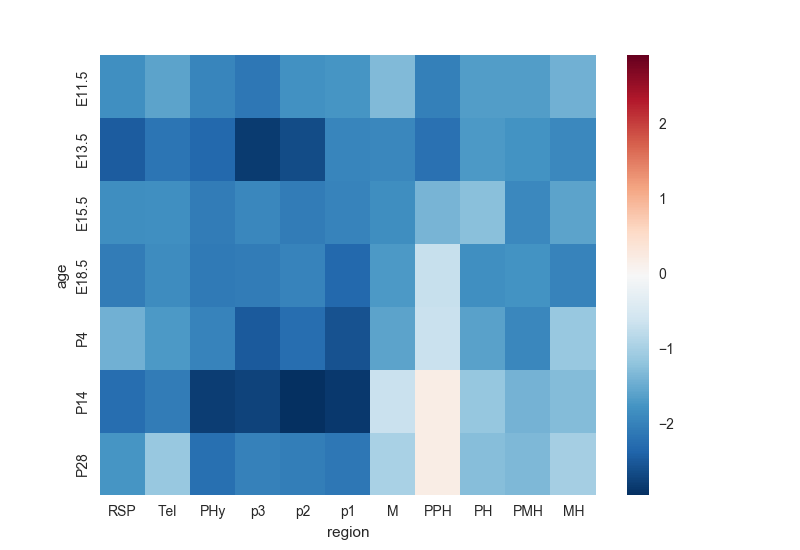 age
E11.5
E13.5
E15.5
E18.5
P4
P14
P28
RSP Tel PHy p3 p2 p1 M PPH PH PMH MH
region
2
1
0
−1
−2